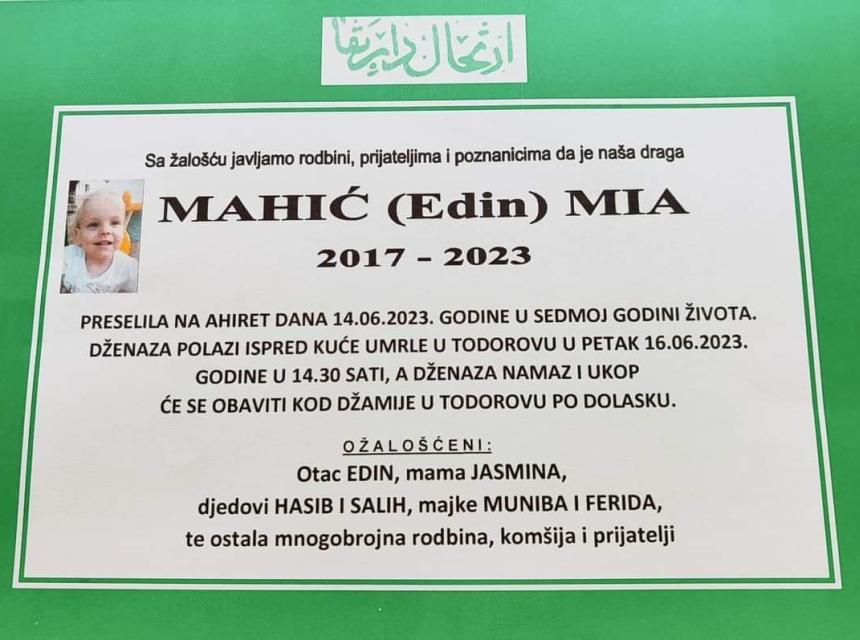 ارتحال دار بقا
Sa žalošću javljamo rodbini, prijateljima i poznanicima da je naša draga
MAHIĆ (Edin) MIA
2017 - 2023
PRESELILA NA AHIRET DANA 14.06.2023. GODINE U SEDMOJ GODINI ŽIVOTA.
DŽENAZA POLAZI ISPRED KUĆE UMRLE U TODOROVU U PETAK 16.06.2023.
GODINE U 14.30 SATI, A DŽENAZA NAMAZ I UKOP
ĆE SE OBAVITI KOD DŽAMIJE U TODOROVU PO DOLASKU.
OŽALOŠĆENI:
Otac EDIN, mama JASMINA,
djedovi HASIB I SALIH, majke MUNIBA I FERIDA,
te ostala mnogobrojna rodbina, komšija i prijatelji